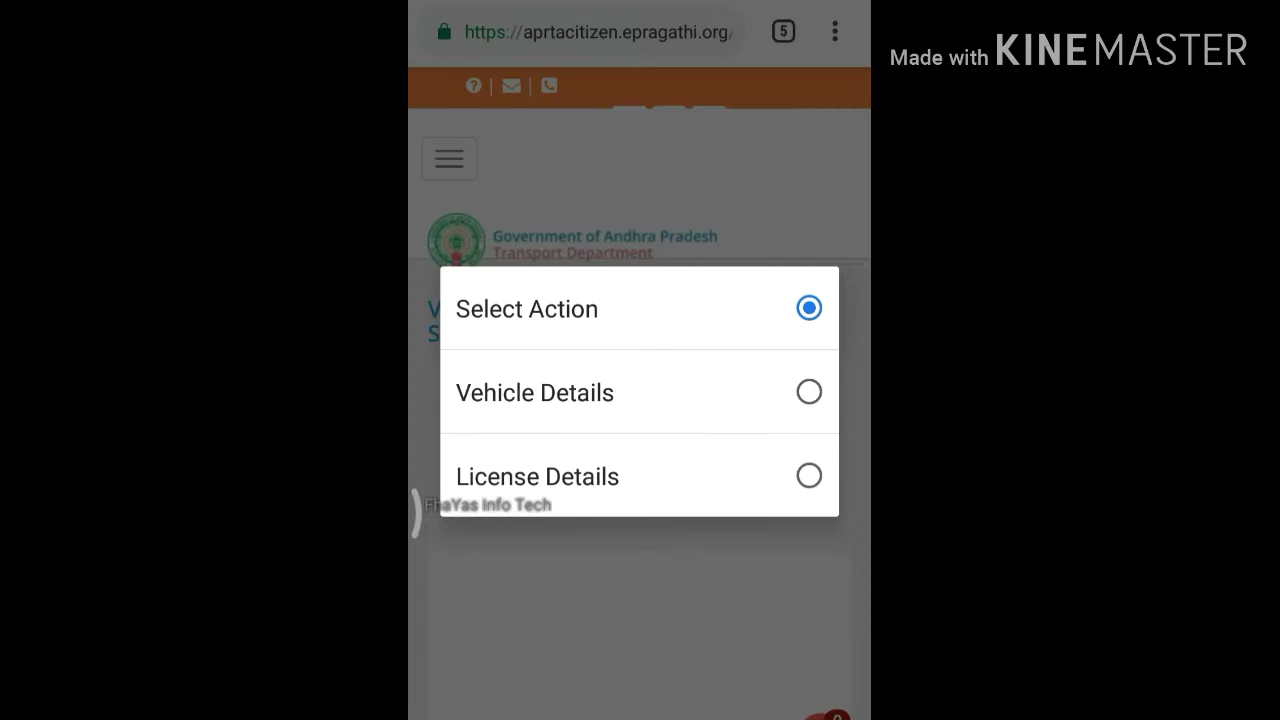 https://aprtacitizen.epragathi.org/
5
Made with KINEMASTER
Government of Andhra Pradesh
Transport Department
V
S
Select Action
Vehicle Details
License Details
FhaYas Info Tech